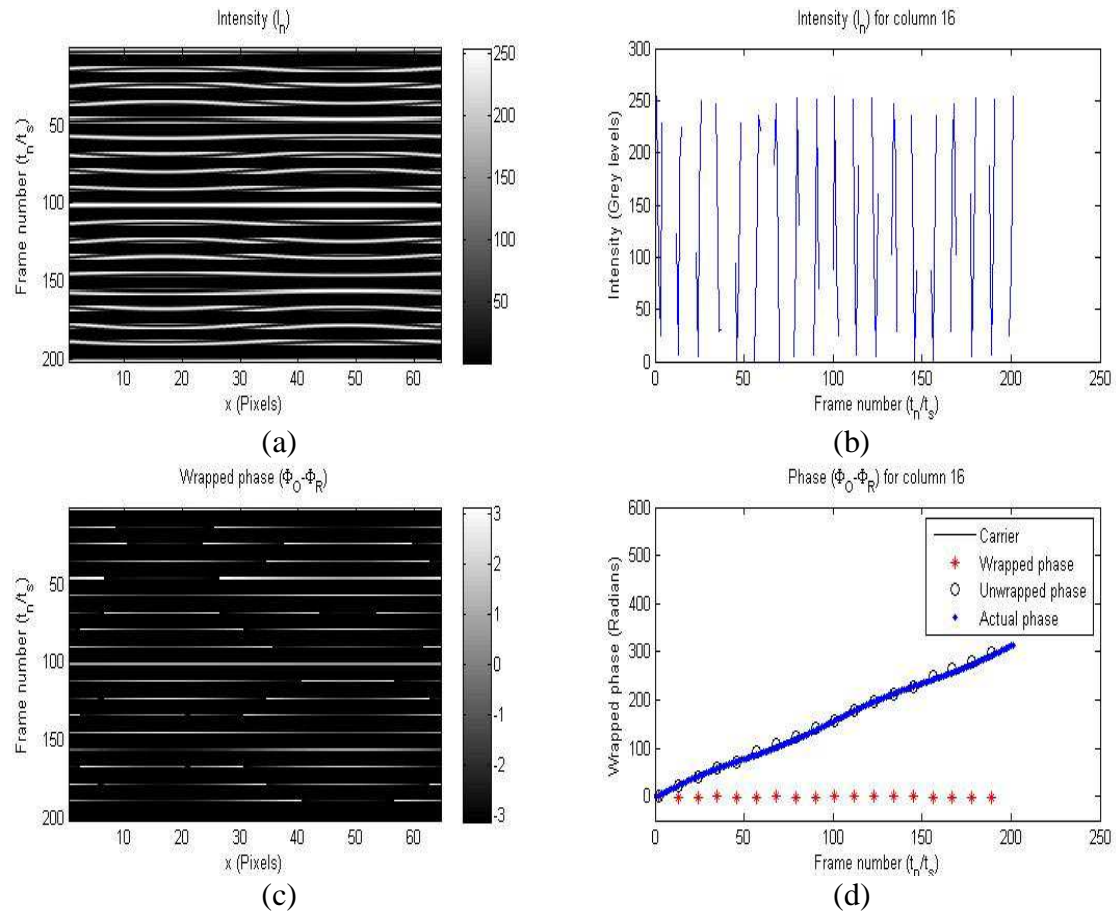 Intensity (I_n)
250
200
150
100
50
50
100
150
200
Frame number (t_n/t_s)
10 20 30 40 50 60
x (Pixels)
(a)
Intensity (I_n) for column 16
300
250
200
150
100
50
0
Intensity (Grey levels)
0 50 100 150 200 250
Frame number (t_n/t_s)
(b)
Wrapped phase (Φ_O-Φ_R)
3
2
1
0
-1
-2
-3
50
100
150
200
Frame number (t_n/t_s)
10 20 30 40 50 60
x (Pixels)
(c)
Phase (Φ_O-Φ_R) for column 16
600
500
400
300
200
100
0
Wrapped phase (Radians)
Carrier
Wrapped phase
Unwrapped phase
Actual phase
0 50 100 150 200 250
Frame number (t_n/t_s)
(d)